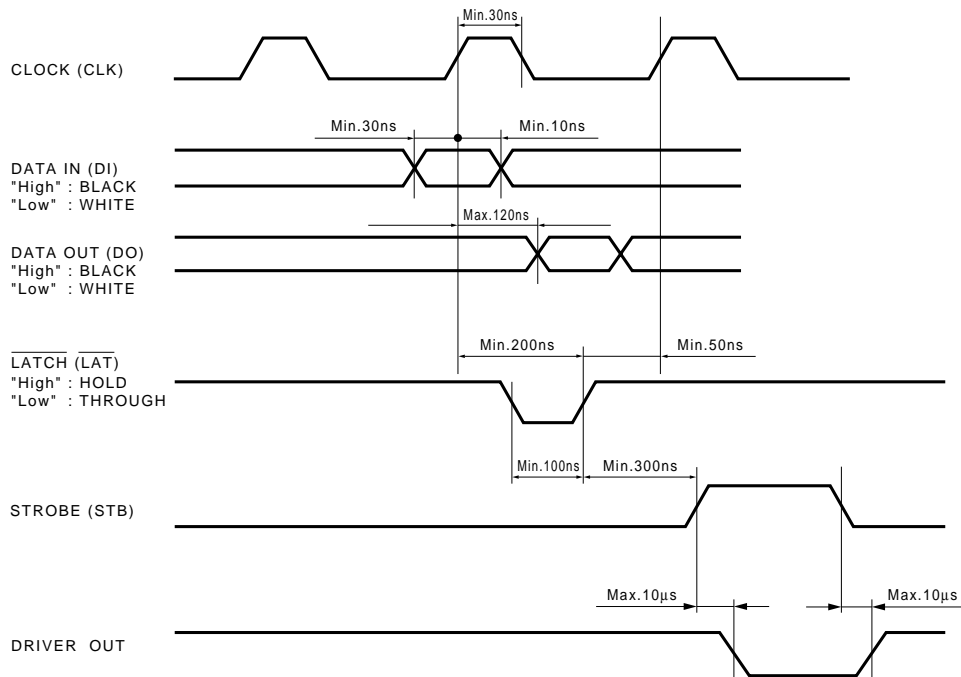 Min.30ns
CLOCK (CLK)
Min.30ns
Min.10ns
DATA IN (DI)
"High" : BLACK
"Low" : WHITE
Max.120ns
DATA OUT (DO)
"High" : BLACK
"Low" : WHITE
Min.200ns
Min.50ns
LATCH (LAT)
"High" : HOLD
"Low" : THROUGH
Min.100ns
Min.300ns
STROBE (STB)
Max.10μs
Max.10μs
DRIVER OUT